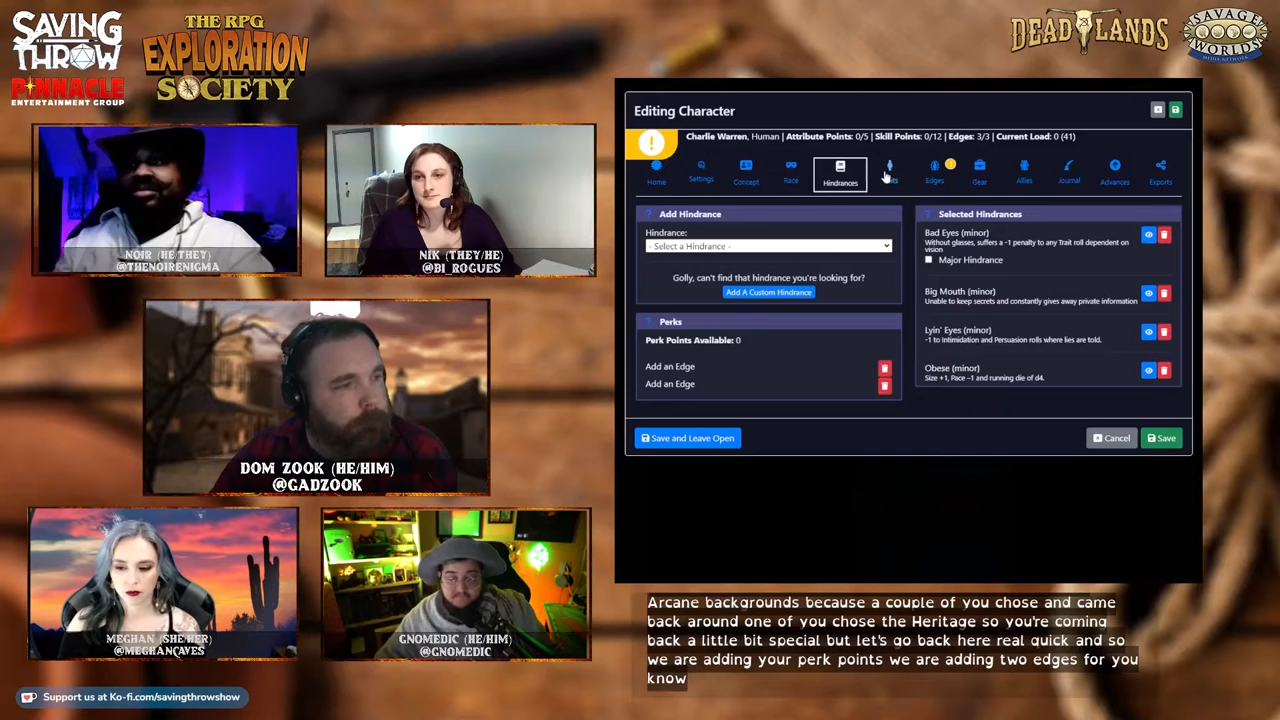 SAVING
THROW
PINNACLE
ENTERTAINMENT GROUP
THE RPG
EXPLORATION
SOCIETY
DEADLANDS
SAVAGE
WORLDS
MEDIA NETWORK
NOIR (HE/THEY)
@THENOIRENIGMA
NIK (THEY/HE)
@BI_ROGUES
DOM ZOOK (HE/HIM)
@GADZOOK
MEGHAN (SHE/HER)
@MEGHANCAVES
GNOMEDIC (HE/HIM)
@GNOMEDIC
Support us at Ko-fi.com/savingthrowshow
Editing Character
Charlie Warren, Human | Attribute Points: 0/5 | Skill Points: 0/12 | Edges: 3/3 | Current Load: 0 (41)
Home Settings Concept Race Hindrances Edges Gear Allies Journal Advances Exports
Add Hindrance
Hindrance:
- Select a Hindrance -
Golly, can't find that hindrance you're looking for?
Add A Custom Hindrance
Perks
Perk Points Available: 0
Add an Edge
Add an Edge
Selected Hindrances
Bad Eyes (minor)
Without glasses, suffers a -1 penalty to any Trait roll dependent on
vision
Major Hindrance
Big Mouth (minor)
Unable to keep secrets and constantly gives away private information
Lyin' Eyes (minor)
-1 to Intimidation and Persuasion rolls where lies are told.
Obese (minor)
Size +1, Pace -1 and running die of d4.
Save and Leave Open
Cancel
Save
Arcane backgrounds because a couple of you chose and came
back around one of you chose the Heritage so you're coming
back a little bit special but let's go back here real quick and so
we are adding your perk points we are adding two edges for you
know